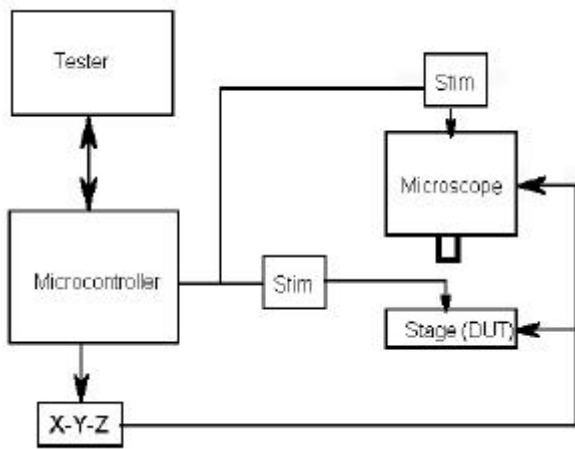 Tester
Stim
Microscope
Microcontroller
Stim
Stage (DUT)
X-Y-Z